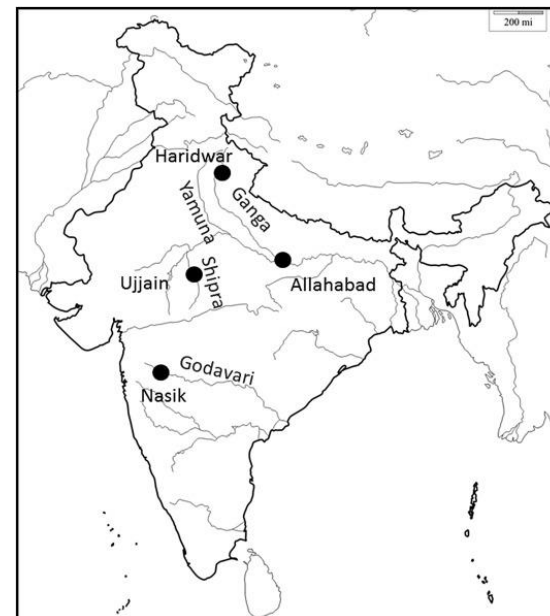 200 mi
Haridwar
Yamuna
Ganga
Ujjain
Shipra
Allahabad
Godavari
Nasik